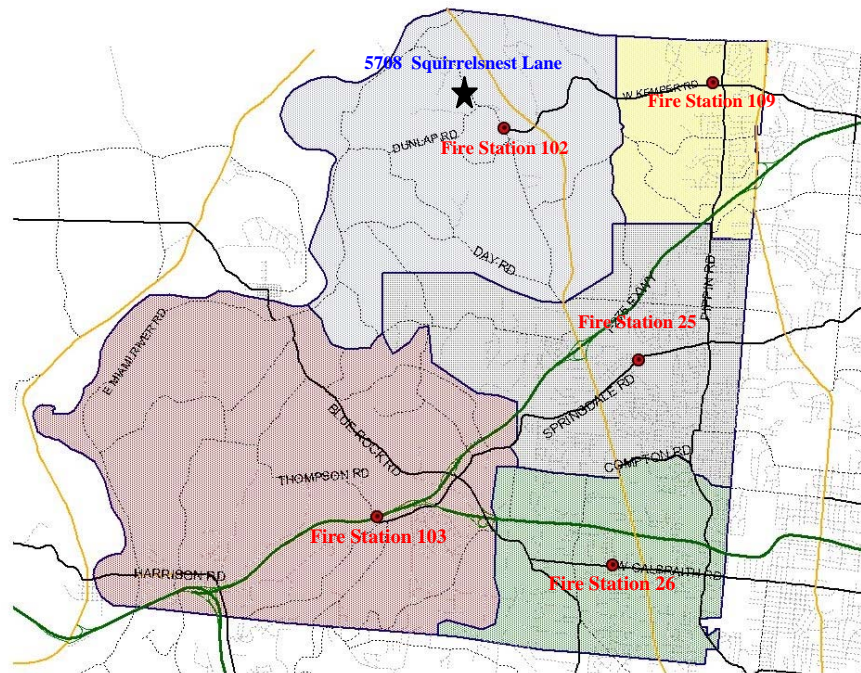 5708 Squirrelsnest Lane
W KEMPER RD
Fire Station 109
DUNLAP RD
Fire Station 102
DAY RD
PIPPIN RD
Fire Station 25
E MIAMI RIVER RD
SPRINGDALE RD
BLUE ROCK RD
COMPTON RD
THOMPSON RD
Fire Station 103
HARRISON RD
W GALBRAITH RD
Fire Station 26